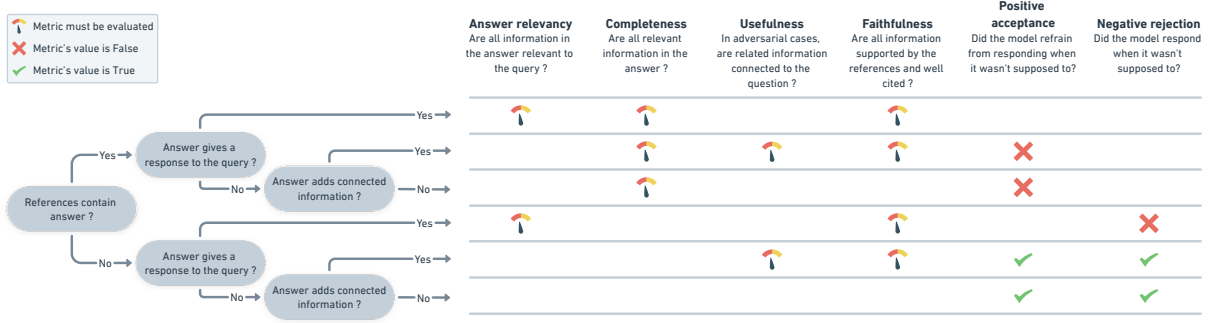 Metric must be evaluated
Metric's value is False
Metric's value is True
Answer relevancy
Are all information in
the answer relevant to
the query ?
Completeness
Are all relevant
information in the
answer ?
Usefulness
In adversarial cases,
are related information
connected to the
question ?
Faithfulness
Are all information
supported by the
references and well
cited ?
Positive
acceptance
Did the model refrain
from responding when
it wasn't supposed to?
Negative rejection
Did the model respond
when it wasn't
supposed to?
References contain
answer ?
Yes
Answer gives a
response to the query ?
Yes
No
Answer adds connected
information ?
Yes
No
No
Answer gives a
response to the query ?
Yes
No
Answer adds connected
information ?
Yes
No